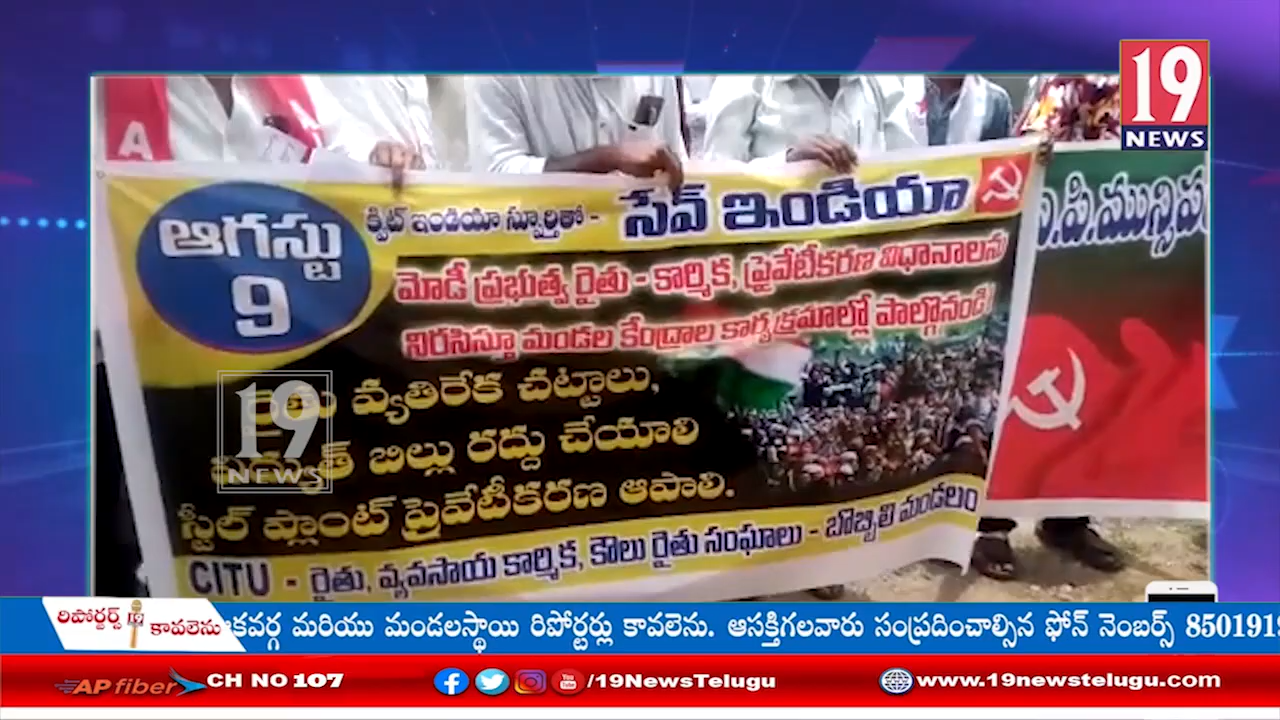 19
NEWS
A
ఆగస్టు
9
క్విట్ ఇండియా స్ఫూర్తితో - సేవ్ ఇండియా
మోడీ ప్రభుత్వ రైతు - కార్మిక, ప్రైవేటీకరణ విధానాలను
నిరసిస్తూ మండల కేంద్రాల కార్యక్రమాల్లో పాల్గొనండి!
రైతు వ్యతిరేక చట్టాలు,
విద్యుత్ బిల్లు రద్దు చేయాలి
స్టీల్ ప్లాంట్ ప్రైవేటీకరణ ఆపాలి.
CITU - రైతు, వ్యవసాయ కార్మిక, కౌలు రైతు సంఘాలు - బొబ్బిలి మండలం
19
NEWS
రిపోర్టర్స్ కావలెను
మరియు మండలస్థాయి రిపోర్టర్లు కావలెను. ఆసక్తిగలవారు సంప్రదించాల్సిన ఫోన్ నెంబర్స్
AP fiber CH NO 107 /19NewsTelugu www.19newstelugu.com